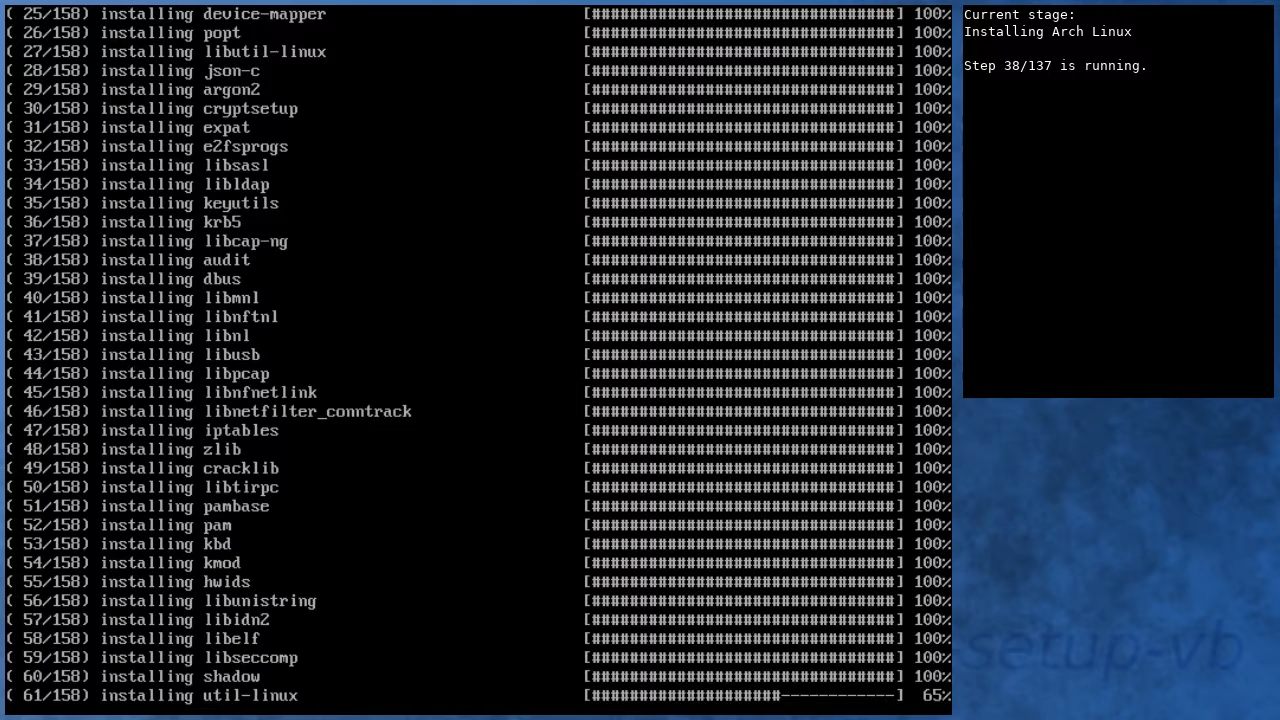 ( 25/158) installing device-mapper [################################] 100%
( 26/158) installing popt [################################] 100%
( 27/158) installing libutil-linux [################################] 100%
( 28/158) installing json-c [################################] 100%
( 29/158) installing argon2 [################################] 100%
( 30/158) installing cryptsetup [################################] 100%
( 31/158) installing expat [################################] 100%
( 32/158) installing e2fsprogs [################################] 100%
( 33/158) installing libsasl [################################] 100%
( 34/158) installing libldap [################################] 100%
( 35/158) installing keyutils [################################] 100%
( 36/158) installing krb5 [################################] 100%
( 37/158) installing libcap-ng [################################] 100%
( 38/158) installing audit [################################] 100%
( 39/158) installing dbus [################################] 100%
( 40/158) installing libmnl [################################] 100%
( 41/158) installing libnftnl [################################] 100%
( 42/158) installing libnl [################################] 100%
( 43/158) installing libusb [################################] 100%
( 44/158) installing libpcap [################################] 100%
( 45/158) installing libnfnetlink [################################] 100%
( 46/158) installing libnetfilter_conntrack [################################] 100%
( 47/158) installing iptables [################################] 100%
( 48/158) installing zlib [################################] 100%
( 49/158) installing cracklib [################################] 100%
( 50/158) installing libtirpc [################################] 100%
( 51/158) installing pambase [################################] 100%
( 52/158) installing pam [################################] 100%
( 53/158) installing kbd [################################] 100%
( 54/158) installing kmod [################################] 100%
( 55/158) installing hwids [################################] 100%
( 56/158) installing libunistring [################################] 100%
( 57/158) installing libidn2 [################################] 100%
( 58/158) installing libelf [################################] 100%
( 59/158) installing libseccomp [################################] 100%
( 60/158) installing shadow [################################] 100%
( 61/158) installing util-linux [####################------------] 65%
Current stage:
Installing Arch Linux
Step 38/137 is running.
setup-vb